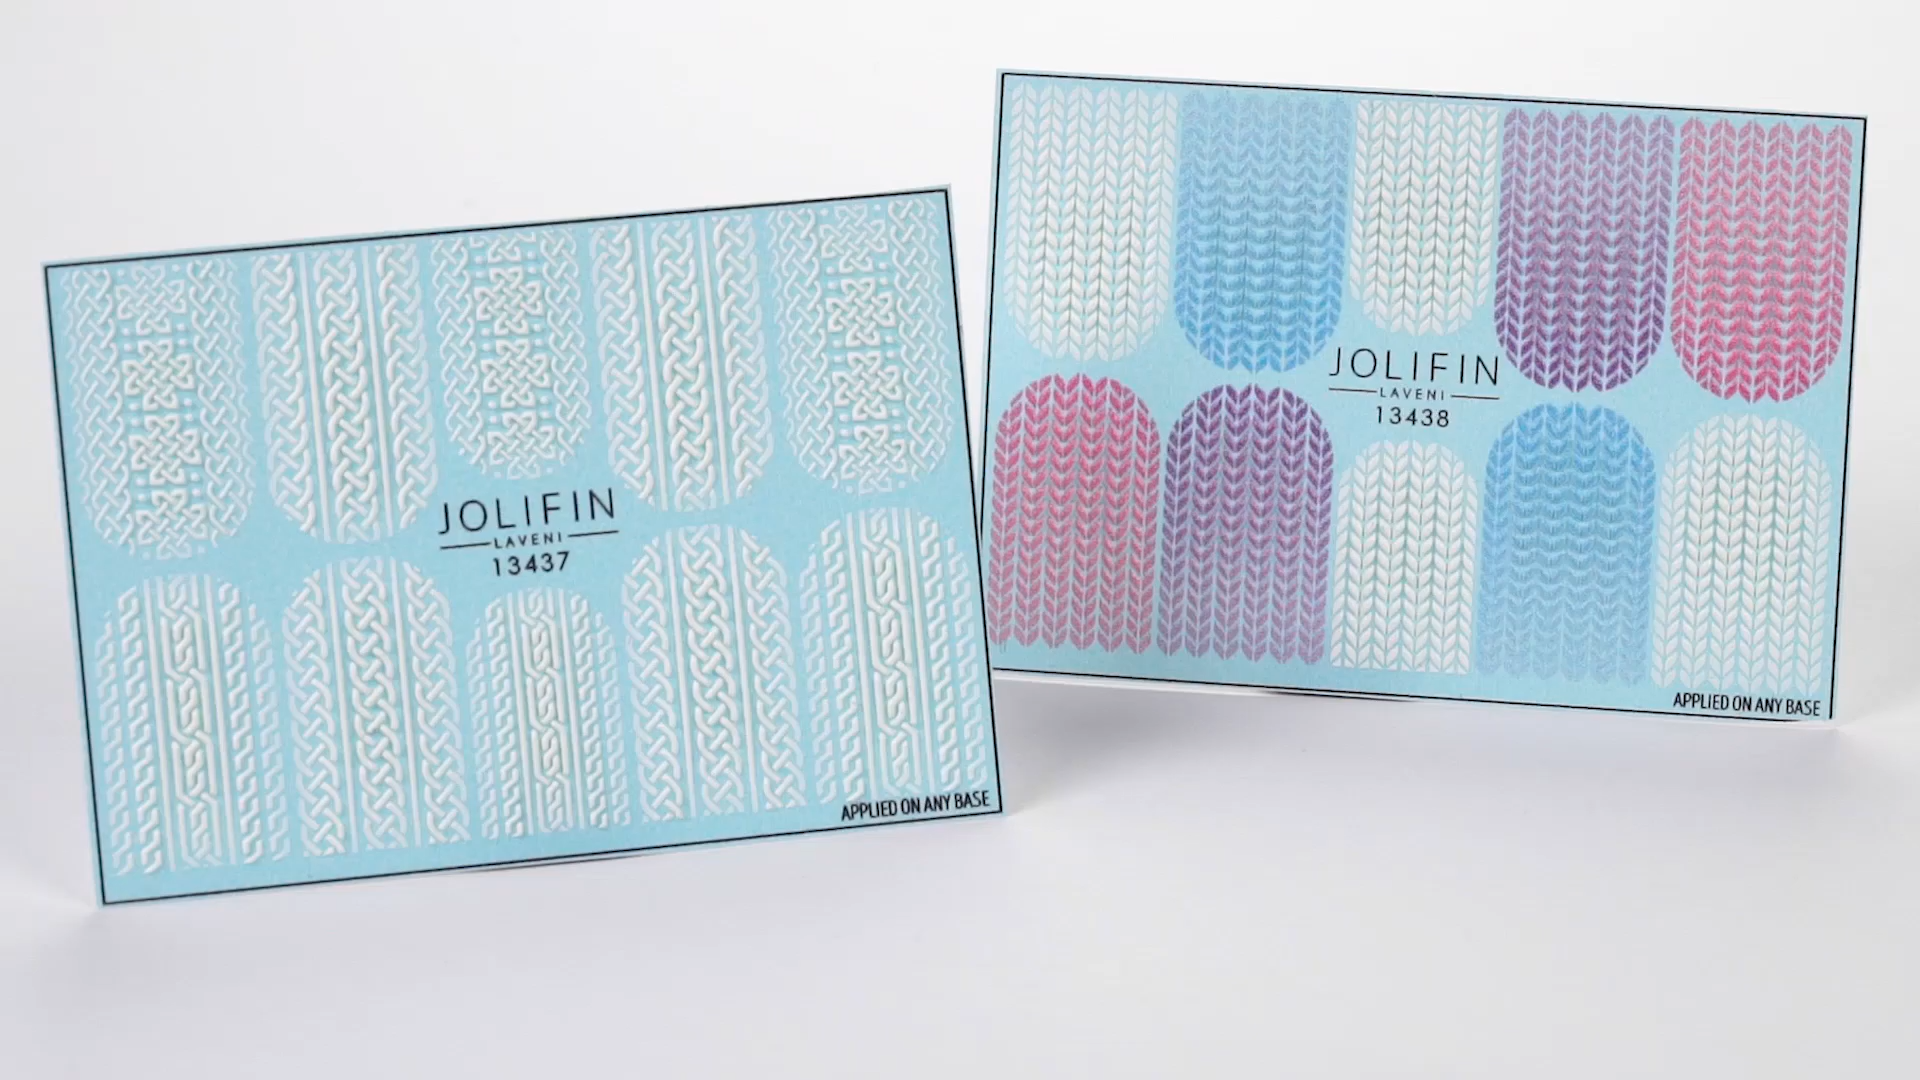 JOLIFIN
LAVENI
13437
APPLIED ON ANY BASE
JOLIFIN
LAVENI
13438
APPLIED ON ANY BASE